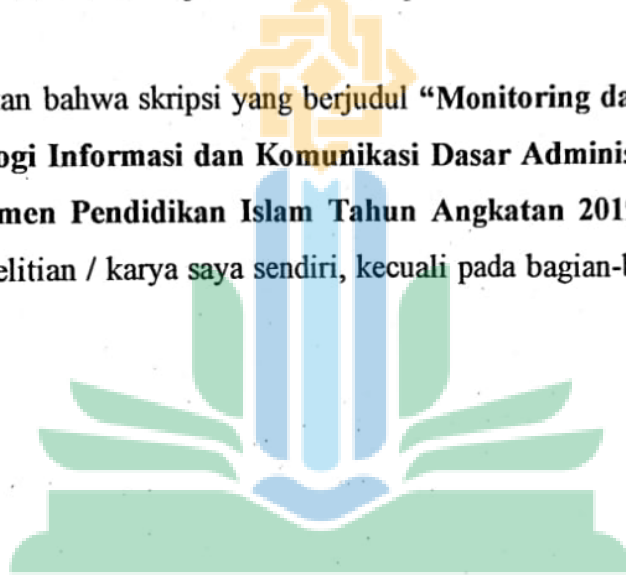 an bahwa skripsi yang berjudul “Monitoring da
ogi Informasi dan Komunikasi Dasar Adminis
men Pendidikan Islam Tahun Angkatan 201
elitian / karya saya sendiri, kecuali pada bagian-b